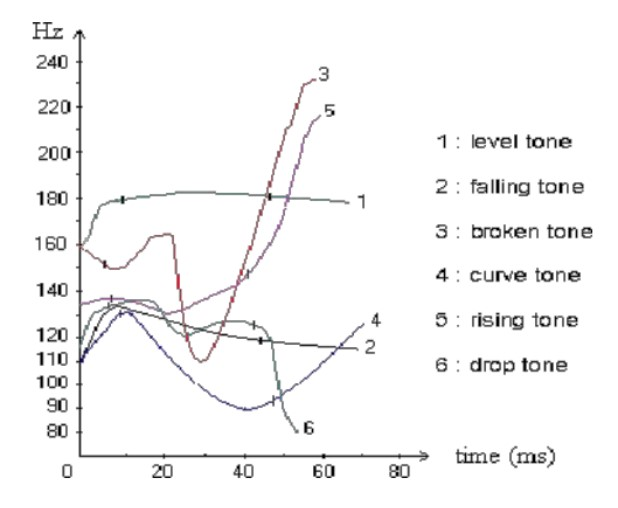 Hz
240
220
200
180
160
140
120
110
100
90
80
0 20 40 60 80
time (ms)
3
5
1
4
2
6
1 : level tone
2 : falling tone
3 : broken tone
4 : curve tone
5 : rising tone
6 : drop tone